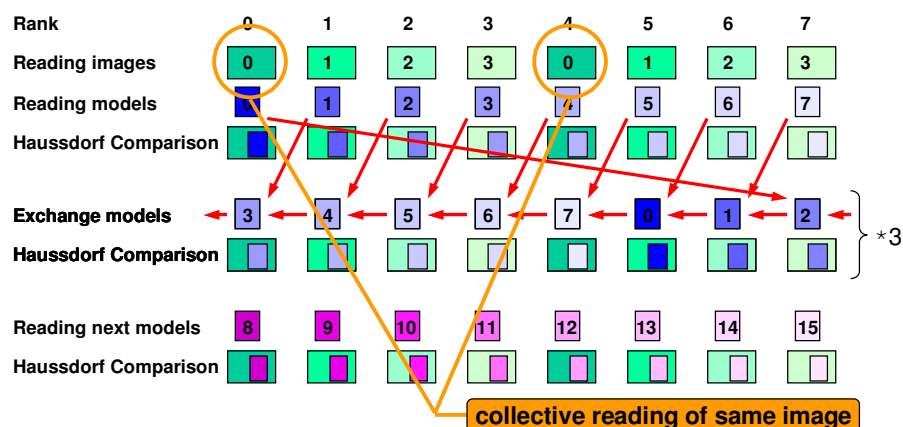 Rank 0 1 2 3 4 5 6 7
Reading images 0 1 2 3 0 1 2 3
Reading models 0 1 2 3 4 5 6 7
Haussdorf Comparison
Exchange models 3 4 5 6 7 0 1 2
*3
Haussdorf Comparison
Reading next models 8 9 10 11 12 13 14 15
Haussdorf Comparison
collective reading of same image